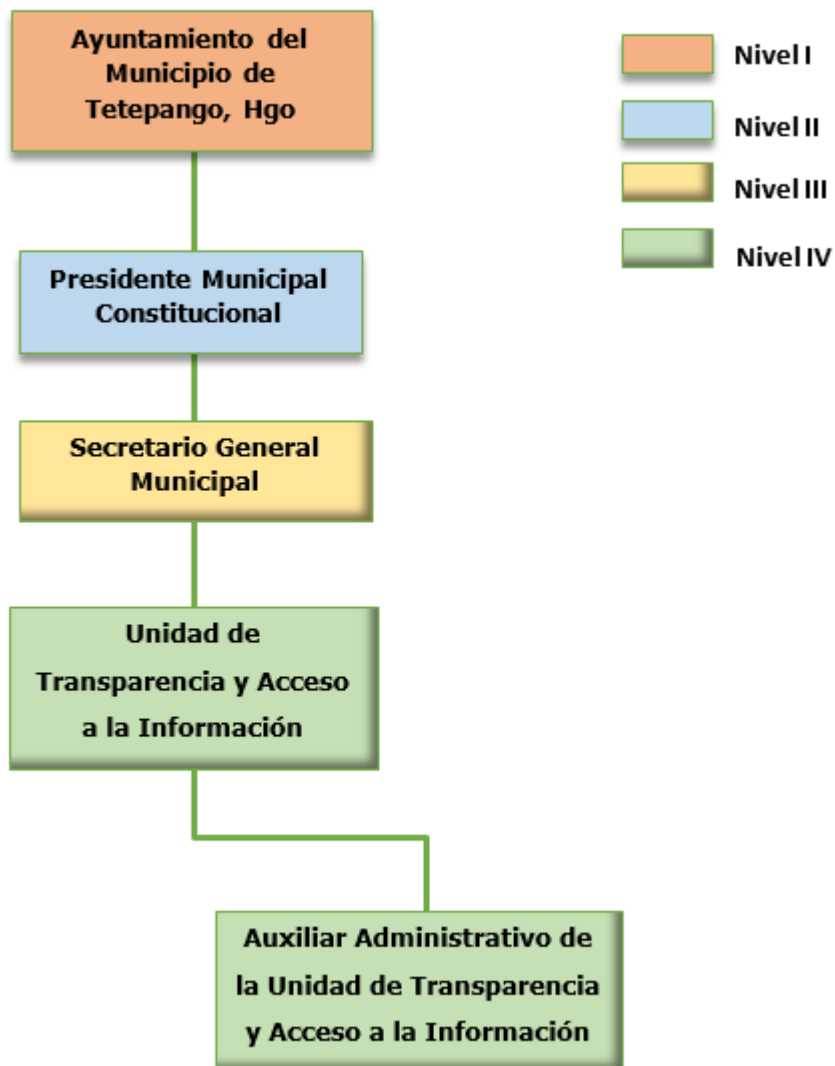 Ayuntamiento del
Municipio de
Tetepango, Hgo
Nivel I
Nivel II
Nivel III
Nivel IV
Presidente Municipal
Constitucional
Secretario General
Municipal
Unidad de
Transparencia y Acceso
a la Información
Auxiliar Administrativo de
la Unidad de Transparencia
y Acceso a la Información